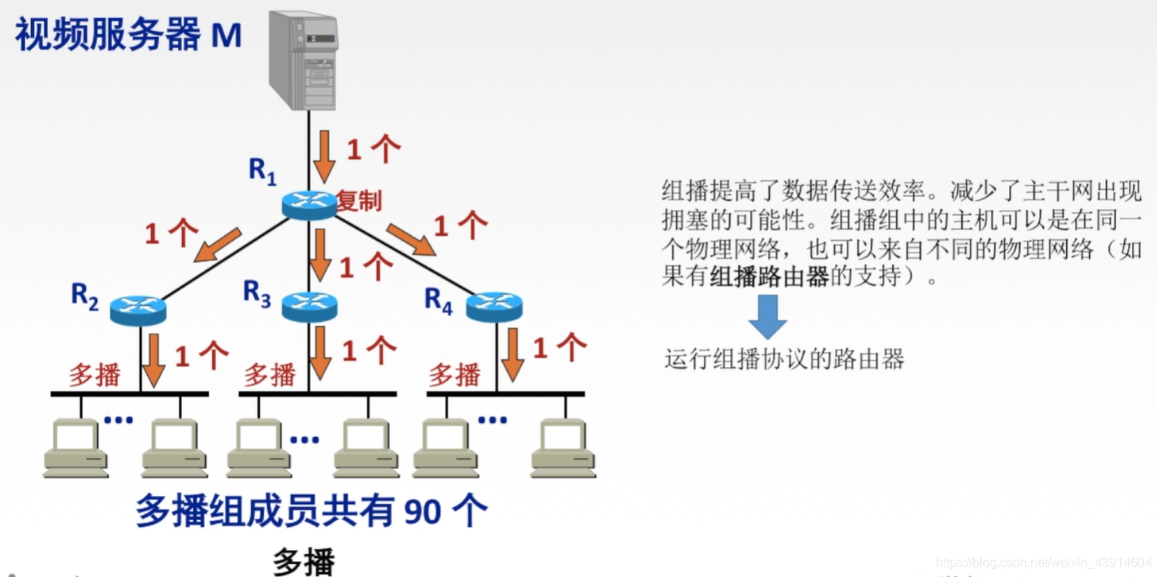 视频服务器 M
1 个
R1
复制
1 个
1 个
1 个
R2
R3
R4
1 个
1 个
1 个
多播
多播
多播
...
...
...
多播组成员共有 90 个
多播
组播提高了数据传送效率。减少了主干网出现
拥塞的可能性。组播组中的主机可以是在同一
个物理网络，也可以来自不同的物理网络（如
果有组播路由器的支持）。
运行组播协议的路由器
https://blog.csdn.net/weixin_43914604